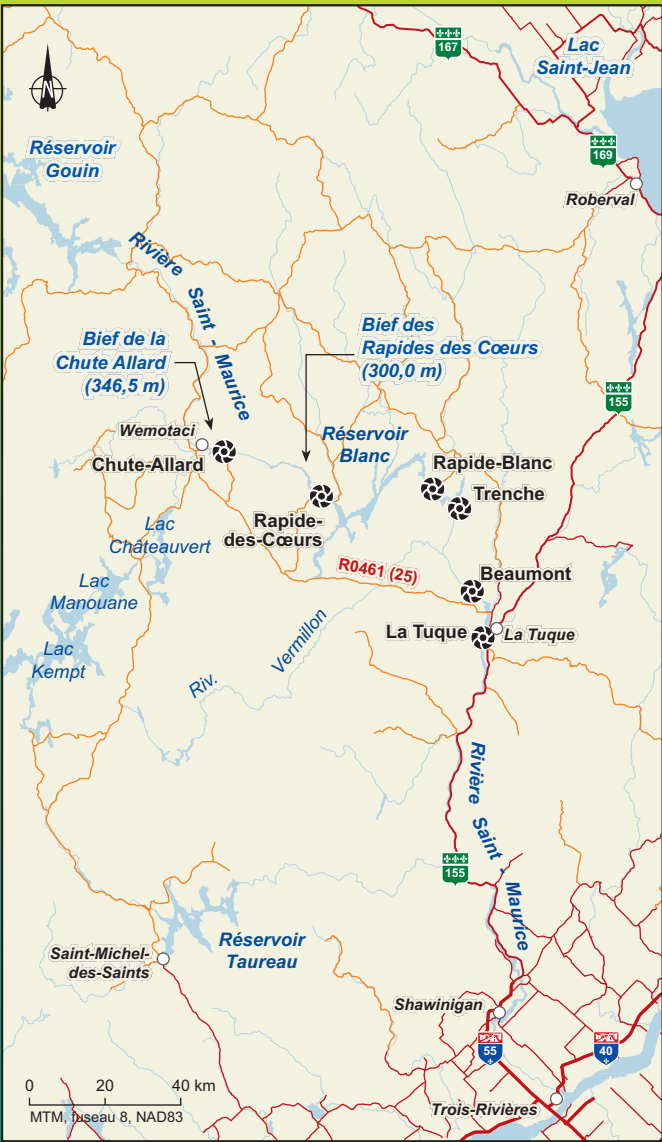 167
Lac
Saint-Jean
N
Réservoir
Gouin
169
Roberval
Rivière Saint - Maurice
Bief de la
Chute Allard
(346,5 m)
Bief des
Rapides des Cœurs
(300,0 m)
155
Wemotaci
Chute-Allard
Réservoir
Blanc
Rapide-Blanc
Trenche
Rapide-
des-Cœurs
Lac
Châteauvert
R0461 (25)
Beaumont
Lac
Manouane
La Tuque
La Tuque
Lac
Kempt
Riv. Vermillon
Rivière Saint - Maurice
155
Réservoir
Taureau
Saint-Michel-
des-Saints
Shawinigan
55
40
Trois-Rivières
0 20 40 km
MTM, fuseau 8, NAD83